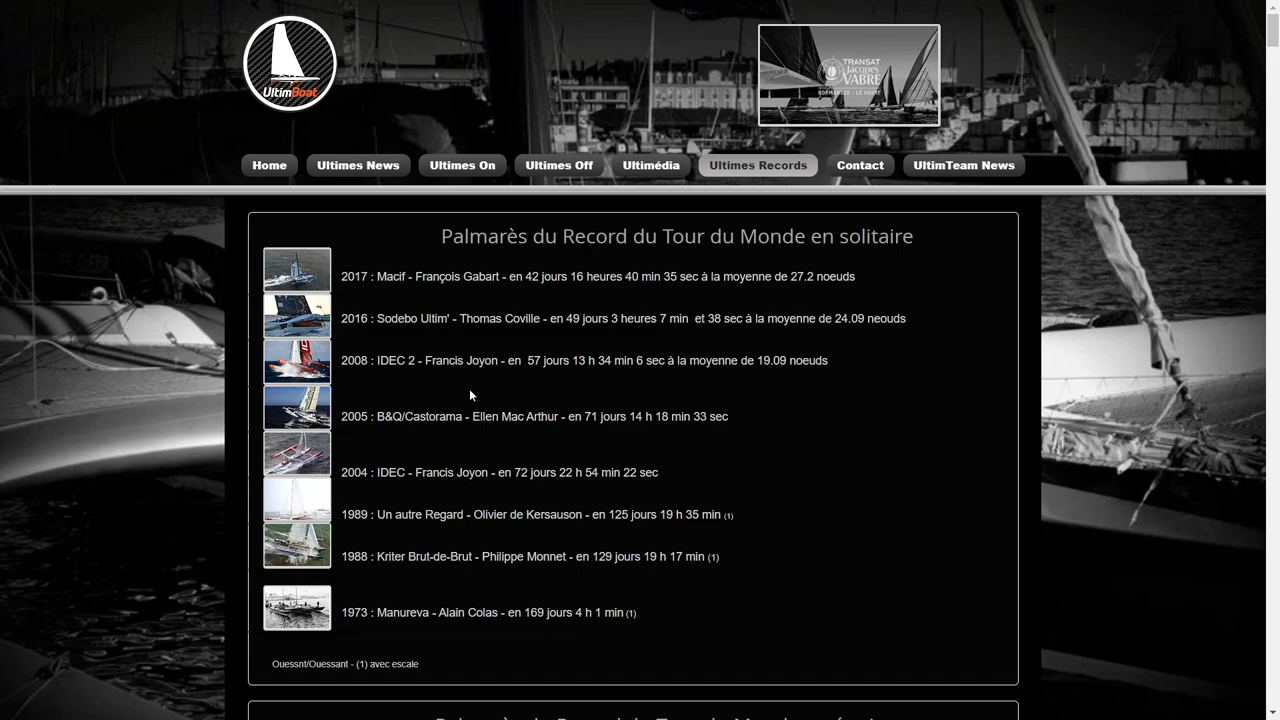 UltimBoat
TRANSAT
Jacques
VABRE
NORMANDIE - LE HAVRE
Home
Ultimes News
Ultimes On
Ultimes Off
Ultimédia
Ultimes Records
Contact
UltimTeam News
Palmarès du Record du Tour du Monde en solitaire
2017 : Macif - François Gabart - en 42 jours 16 heures 40 min 35 sec à la moyenne de 27.2 noeuds
2016 : Sodebo Ultim' - Thomas Coville - en 49 jours 3 heures 7 min  et 38 sec à la moyenne de 24.09 neouds
2008 : IDEC 2 - Francis Joyon - en  57 jours 13 h 34 min 6 sec à la moyenne de 19.09 noeuds
2005 : B&Q/Castorama - Ellen Mac Arthur - en 71 jours 14 h 18 min 33 sec
2004 : IDEC - Francis Joyon - en 72 jours 22 h 54 min 22 sec
1989 : Un autre Regard - Olivier de Kersauson - en 125 jours 19 h 35 min (1)
1988 : Kriter Brut-de-Brut - Philippe Monnet - en 129 jours 19 h 17 min (1)
1973 : Manureva - Alain Colas - en 169 jours 4 h 1 min (1)
Ouessnt/Ouessant - (1) avec escale